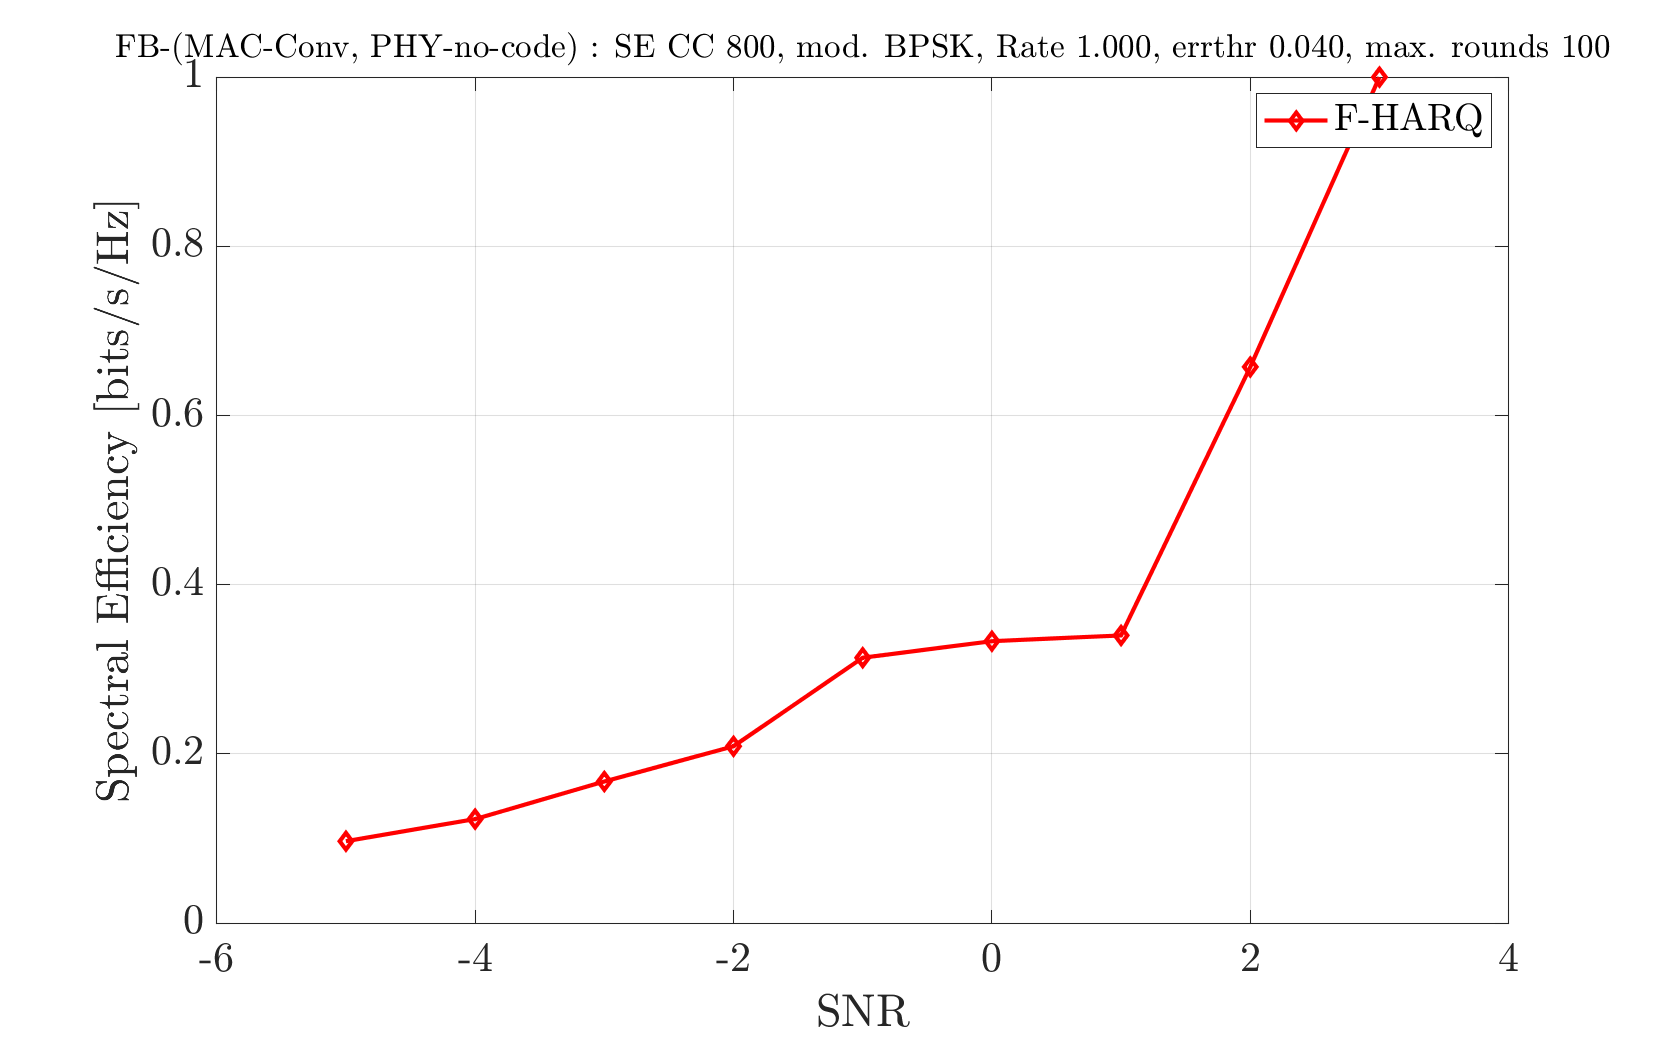 FB-(MAC-Conv, PHY-no-code) : SE CC 800, mod. BPSK, Rate 1.000, errthr 0.040, max. rounds 100
F-HARQ
Spectral Efficiency [bits/s/Hz]
1
0.8
0.6
0.4
0.2
0
-6 -4 -2 0 2 4
SNR